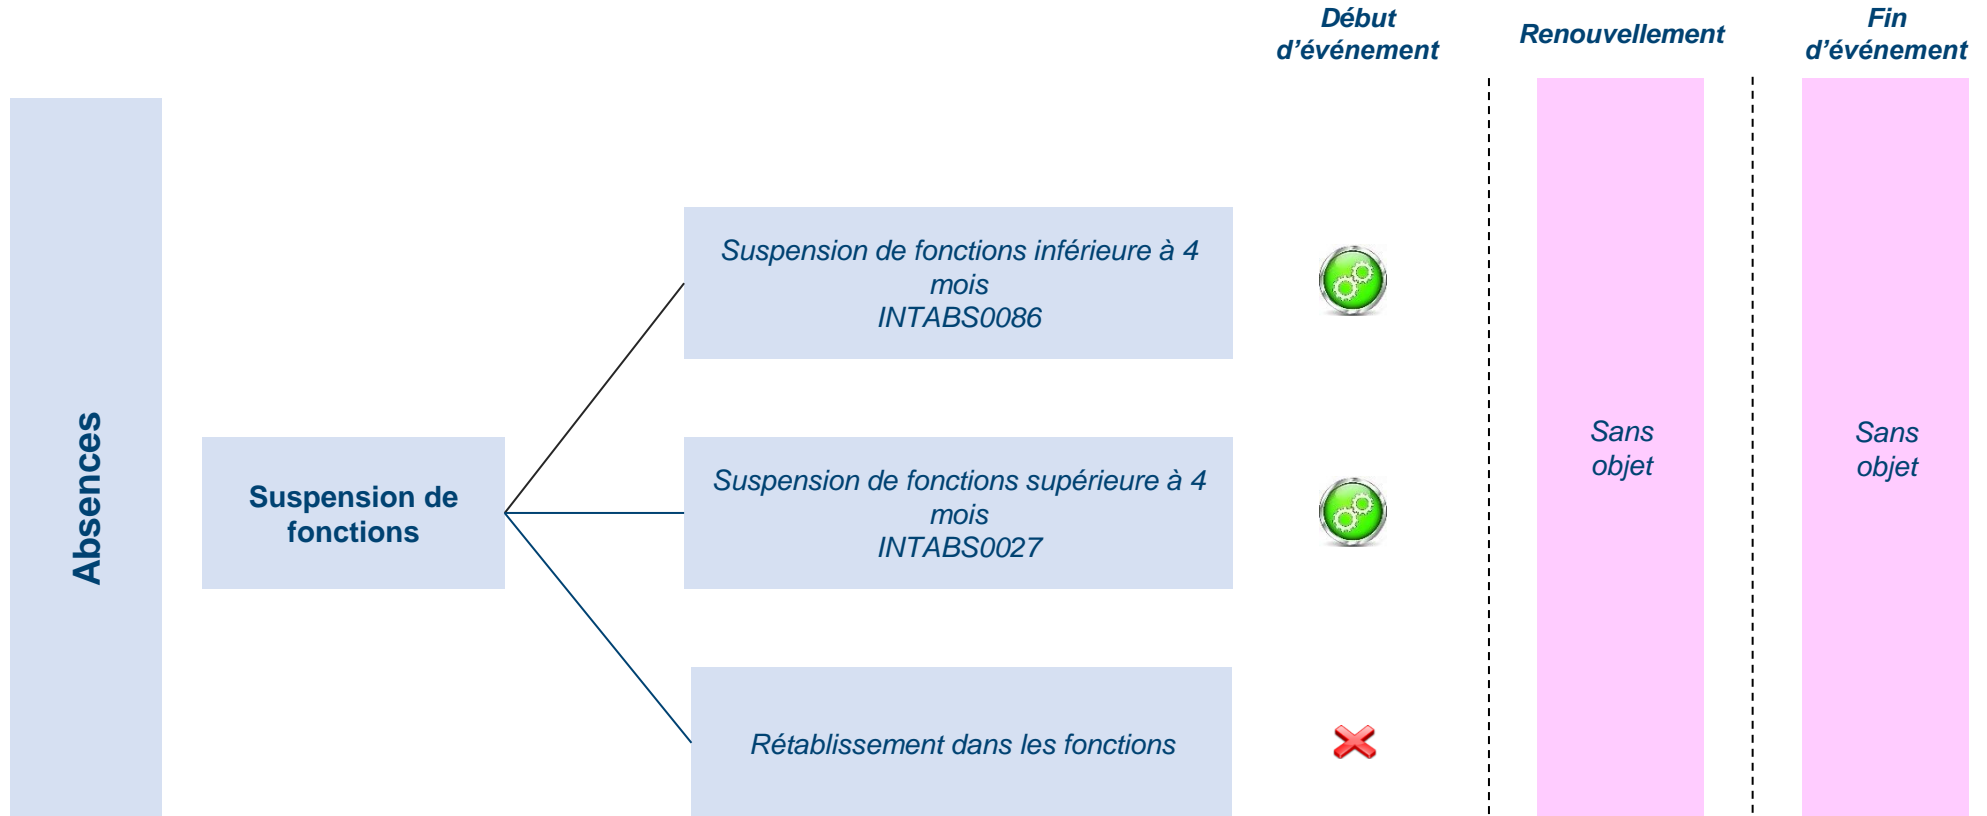 Début
d’événement
Renouvellement
Fin
d’événement
Absences
Suspension de
fonctions
Suspension de fonctions inférieure à 4
mois
INTABS0086
Suspension de fonctions supérieure à 4
mois
INTABS0027
Rétablissement dans les fonctions
Sans
objet
Sans
objet